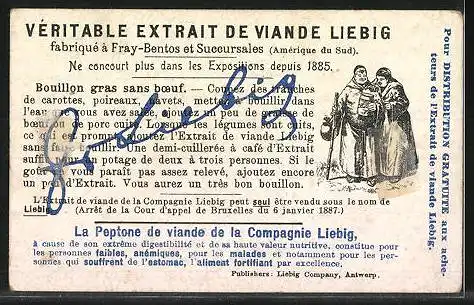 VÉRITABLE EXTRAIT DE VIANDE LIEBIG
fabriqué à Fray-Bentos et Succursales (Amérique du Sud).
Ne concourt plus dans les Expositions depuis 1885.
Bouillon gras sans bœuf. — Coupez des tranches
de carottes, poireaux, navets, mettez bouillir dans
l'eau vous avez salée, ajoutez un peu de graisse de
ou porc cuit. Lorsque les légumes sont cuits,
ce qui est prompt, ajoutez l'Extrait de viande Liebig
Une demi-cuillerée à café d'Extrait
suffit un potage de deux à trois personnes. Si le
goût vous paraît pas assez relevé, ajoutez encore
un peu d'Extrait. Vous aurez un très bon bouillon.
L'Extrait de viande de la Compagnie Liebig peut seul être vendu sous le nom de
Liebig. (Arrêt de la Cour d'appel de Bruxelles du 6 janvier 1887.)
La Peptone de viande de la Compagnie Liebig,
à cause de son extrême digestibilité et de sa haute valeur nutritive, constitue pour
les personnes faibles, anémiques, pour les malades et notamment pour les per-
sonnes qui souffrent de l'estomac, l'aliment fortifiant par excellence.
Publishers: Liebig Company, Antwerp.
Pour DISTRIBUTION GRATUITE aux ache-
teurs de l'Extrait de viande Liebig.